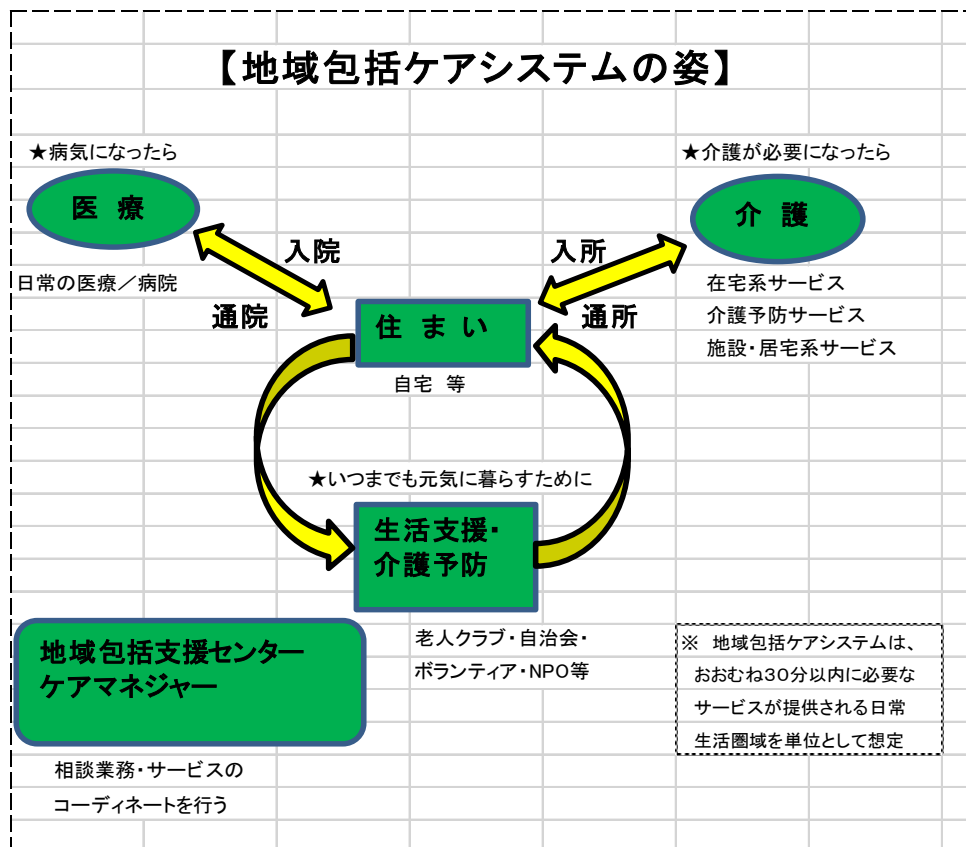 【地域包括ケアシステムの姿】
★病気になったら
★介護が必要になったら
医 療
介 護
入院
入所
日常の医療／病院
在宅系サービス
通院
通所
介護予防サービス
住 ま い
施設・居宅系サービス
自宅 等
★いつまでも元気に暮らすために
生活支援・
介護予防
老人クラブ・自治会・
ボランティア・NPO等
地域包括支援センター
ケアマネジャー
※ 地域包括ケアシステムは、
おおむね３０分以内に必要な
サービスが提供される日常
生活圏域を単位として想定
相談業務・サービスの
コーディネートを行う